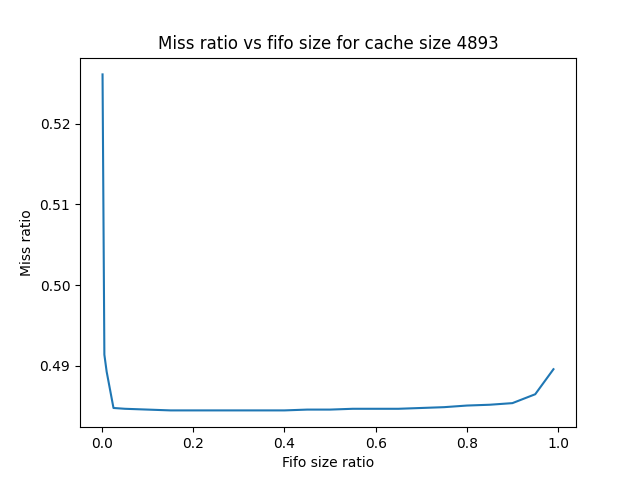 Miss ratio vs fifo size for cache size 4893
0.52
0.51
0.50
0.49
Miss ratio
0.0 0.2 0.4 0.6 0.8 1.0
Fifo size ratio